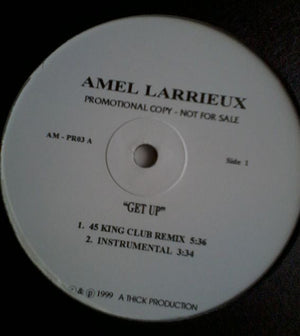 AMEL LARRIEUX
PROMOTIONAL COPY - NOT FOR SALE
AM - PR03 A
Side 1
"GET UP"
1. 45 KING CLUB REMIX 5:36
2. INSTRUMENTAL 3:34
℗ & ℗ 1999 A THICK PRODUCTION